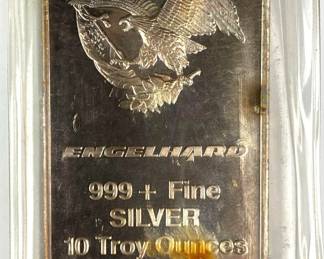 ENGELHARD
999 + Fine
SILVER
10 Troy Ounces